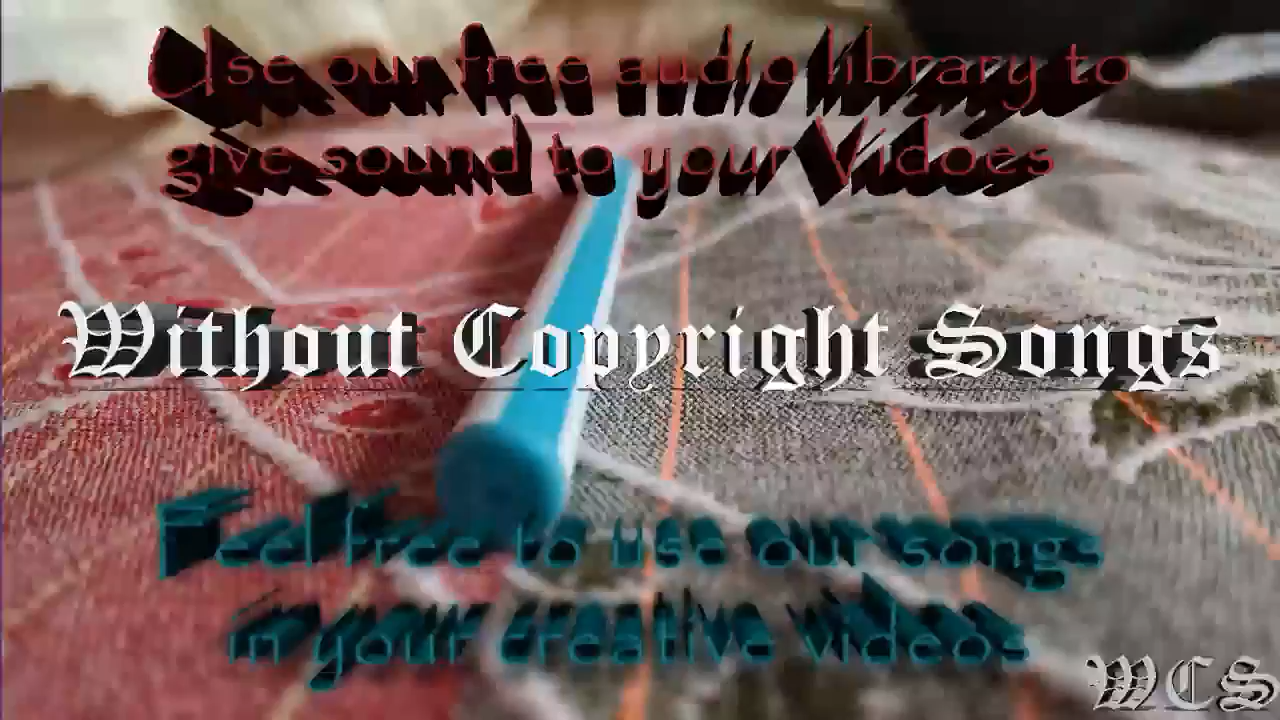 Use our free audio library to
give sound to your Vidoes
Without Copyright Songs
Feel free to use our songs
in your creative videos
WCS